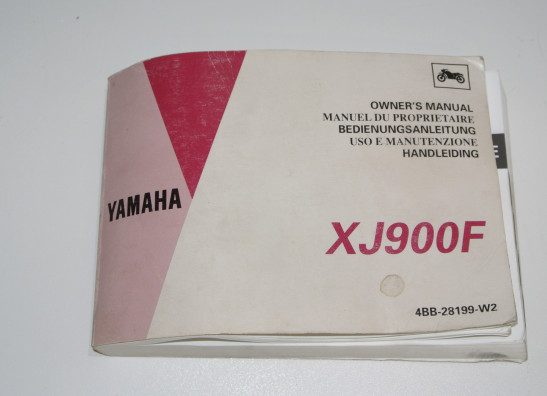 OWNER'S MANUAL
MANUEL DU PROPRIETAIRE
BEDIENUNGSANLEITUNG
USO E MANUTENZIONE
HANDLEIDING
YAMAHA
XJ900F
4BB-28199-W2